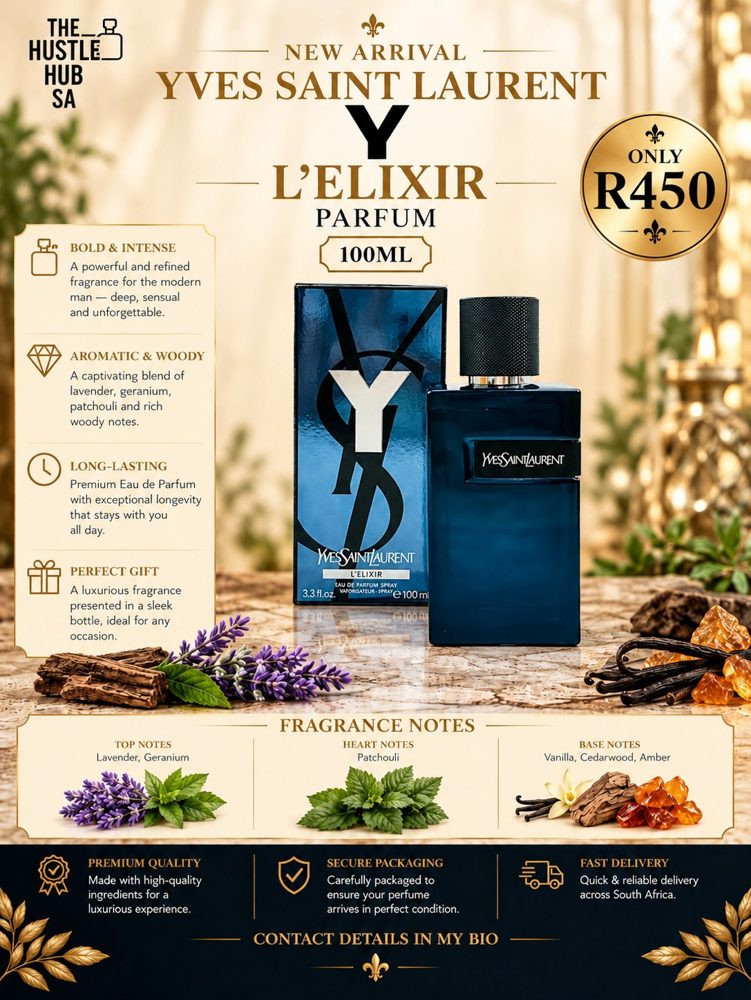 THE
HUSTLE
HUB
SA
NEW ARRIVAL
YVES SAINT LAURENT
Y
L'ELIXIR
PARFUM
100ML
ONLY
R450
BOLD & INTENSE
A powerful and refined
fragrance for the modern
man — deep, sensual
and unforgettable.
AROMATIC & WOODY
A captivating blend of
lavender, geranium,
patchouli and rich
woody notes.
LONG-LASTING
Premium Eau de Parfum
with exceptional longevity
that stays with you
all day.
PERFECT GIFT
A luxurious fragrance
presented in a sleek
bottle, ideal for any
occasion.
Y
YSL
YVESSAINTLAURENT
L'ELIXIR
EAU DE PARFUM SPRAY
VAPORISATEUR - SPRAY
3.3 fl.oz. e 100 ml
YVESSAINTLAURENT
FRAGRANCE NOTES
TOP NOTES
Lavender, Geranium
HEART NOTES
Patchouli
BASE NOTES
Vanilla, Cedarwood, Amber
PREMIUM QUALITY
Made with high-quality
ingredients for a
luxurious experience.
SECURE PACKAGING
Carefully packaged to
ensure your perfume
arrives in perfect condition.
FAST DELIVERY
Quick & reliable delivery
across South Africa.
CONTACT DETAILS IN MY BIO